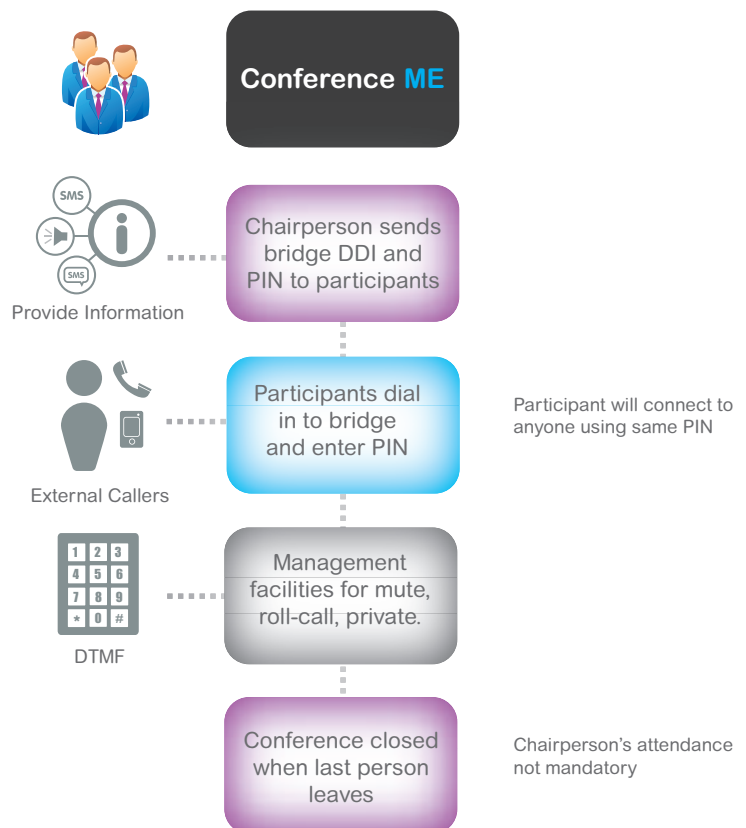 Conference ME
SMS
SMS
Provide Information
Chairperson sends
bridge DDI and
PIN to participants
External Callers
Participants dial
in to bridge
and enter PIN
Participant will connect to
anyone using same PIN
1 2 3
4 5 6
7 8 9
* 0 #
DTMF
Management
facilities for mute,
roll-call, private.
Conference closed
when last person
leaves
Chairperson’s attendance
not mandatory